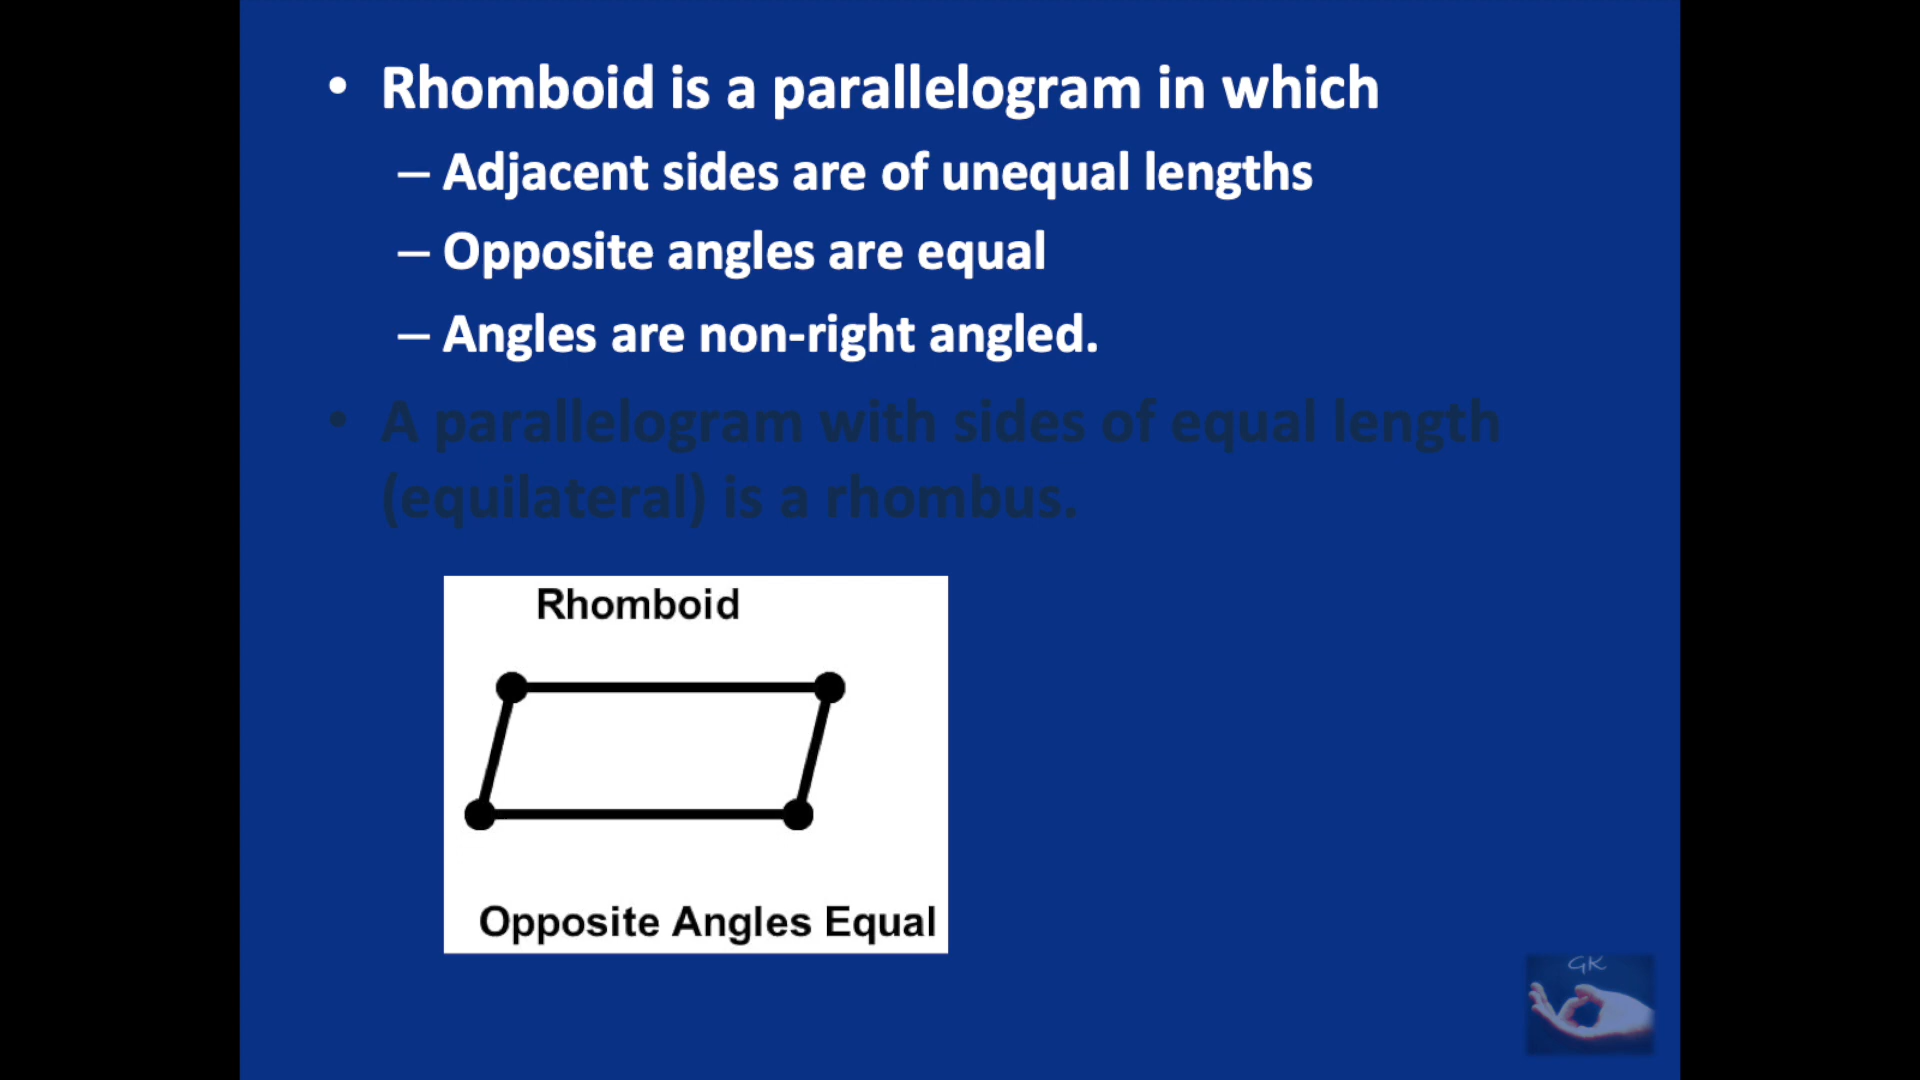 • Rhomboid is a parallelogram in which
– Adjacent sides are of unequal lengths
– Opposite angles are equal
– Angles are non-right angled.
• A parallelogram with sides of equal length
(equilateral) is a rhombus.
Rhomboid
Opposite Angles Equal
GK